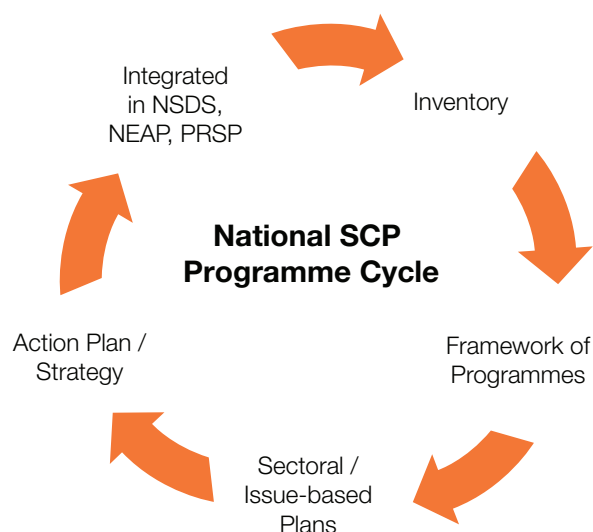 Integrated
in NSDS,
NEAP, PRSP
Inventory
National SCP
Programme Cycle
Action Plan /
Strategy
Framework of
Programmes
Sectoral /
Issue-based
Plans